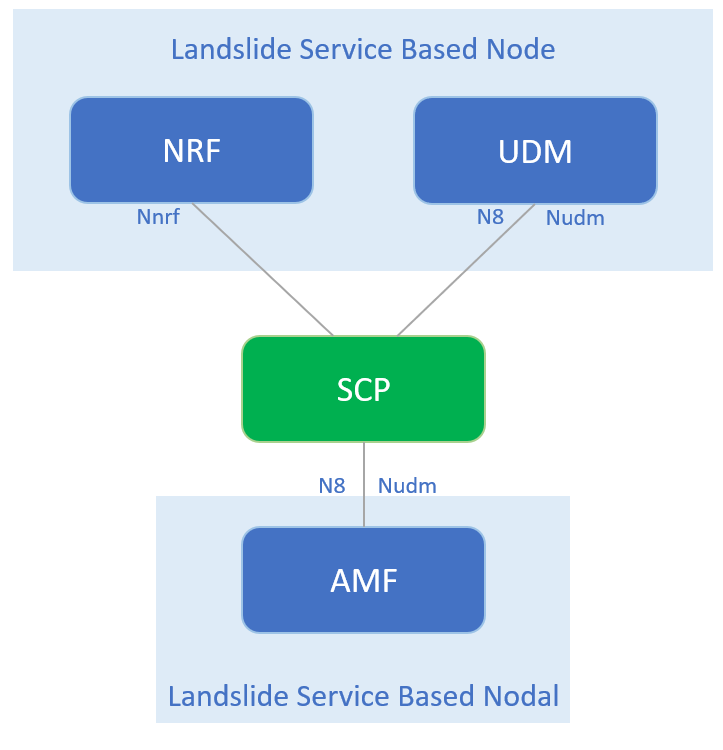 Landslide Service Based Node
NRF
UDM
Nnrf
N8
Nudm
SCP
N8
Nudm
AMF
Landslide Service Based Nodal